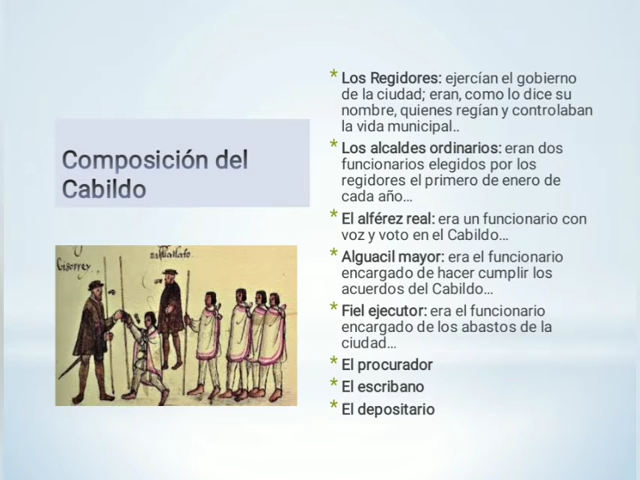 Composición del
Cabildo
* Los Regidores: ejercían el gobierno
de la ciudad; eran, como lo dice su
nombre, quienes regían y controlaban
la vida municipal..
* Los alcaldes ordinarios: eran dos
funcionarios elegidos por los
regidores el primero de enero de
cada año...
* El alférez real: era un funcionario con
voz y voto en el Cabildo...
* Alguacil mayor: era el funcionario
encargado de hacer cumplir los
acuerdos del Cabildo...
* Fiel ejecutor: era el funcionario
encargado de los abastos de la
ciudad...
* El procurador
* El escribano
* El depositario